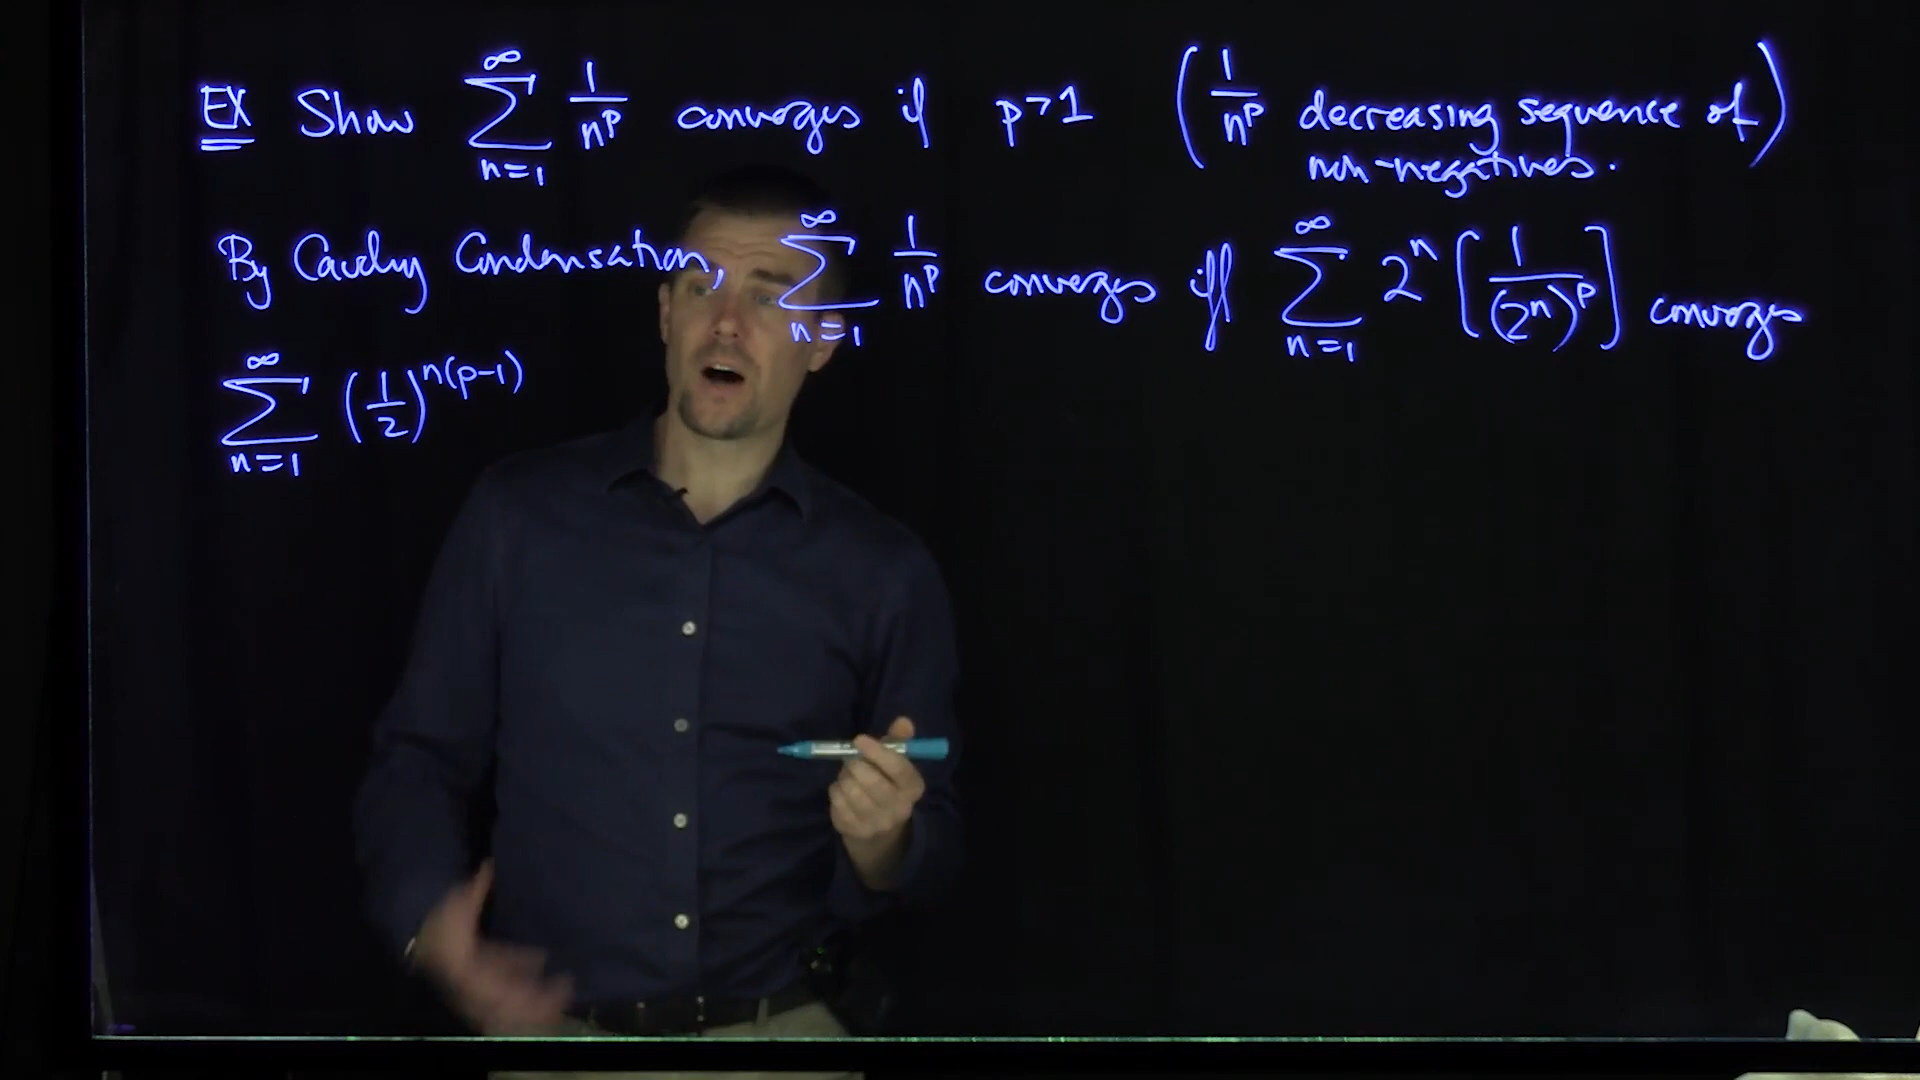 EX Show ∑_{n=1}^{∞} 1/n^p converges if p>1 (1/n^p decreasing sequence of
non-negatives.)
By Cauchy Condensation, ∑_{n=1}^{∞} 1/n^p converges iff ∑_{n=1}^{∞} 2^n [1/(2^n)^p] converges
∑_{n=1}^{∞} (1/2)^{n(p-1)}